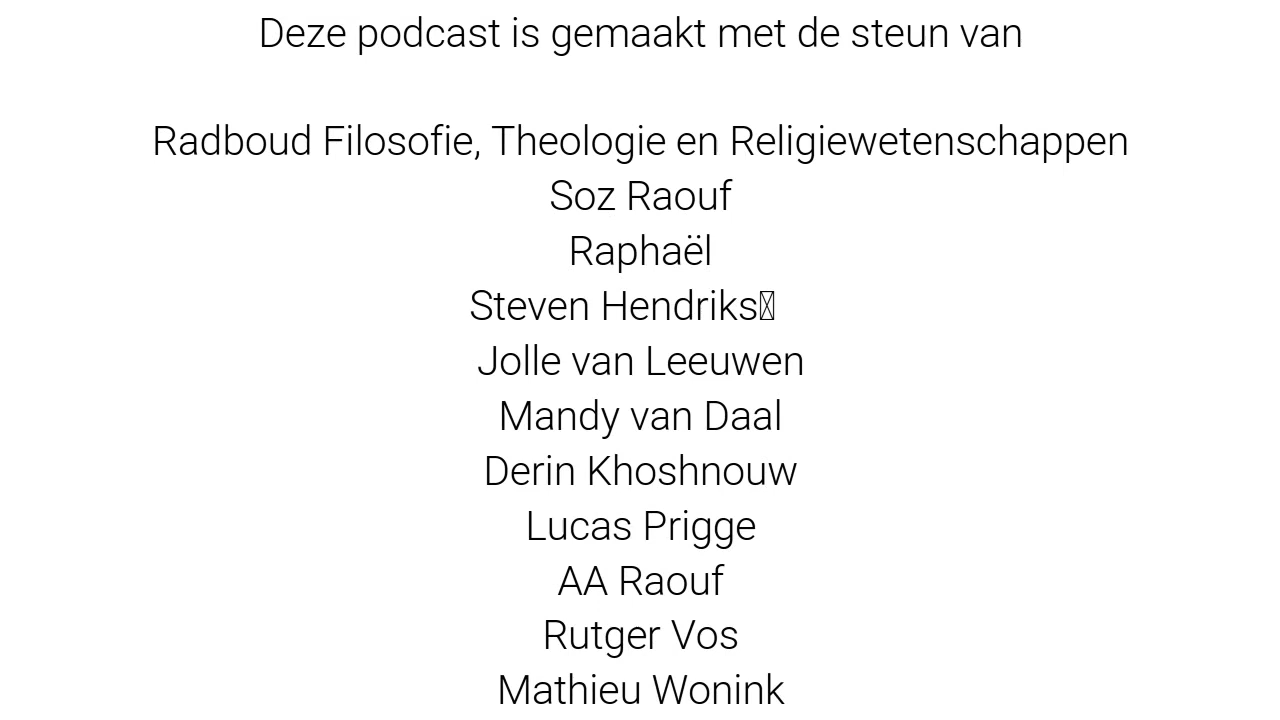 Deze podcast is gemaakt met de steun van
Radboud Filosofie, Theologie en Religiewetenschappen
Soz Raouf
Raphaël
Steven Hendriks
Jolle van Leeuwen
Mandy van Daal
Derin Khoshnouw
Lucas Prigge
AA Raouf
Rutger Vos
Mathieu Wonink